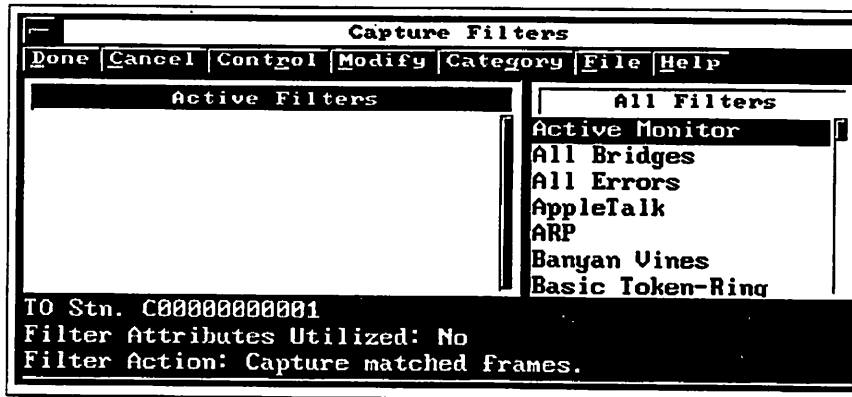 Capture Filters
Done Cancel Control Modify Category File Help
Active Filters
All Filters
Active Monitor
All Bridges
All Errors
AppleTalk
ARP
Banyan Vines
Basic Token-Ring
TO Stn. C00000000001
Filter Attributes Utilized: No
Filter Action: Capture matched frames.